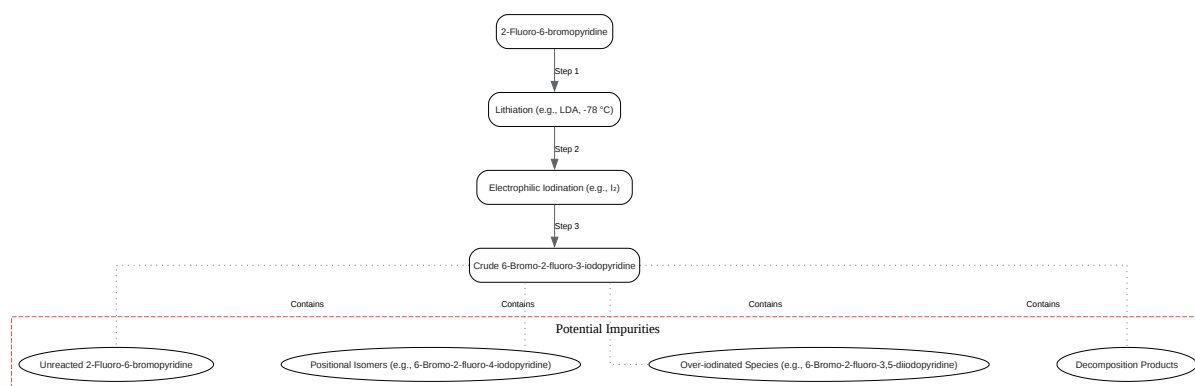 2-Fluoro-6-bromopyridine
Step 1
Lithiation (e.g., LDA, -78 °C)
Step 2
Electrophilic Iodination (e.g., I₂)
Step 3
Crude 6-Bromo-2-fluoro-3-iodopyridine
Contains Contains Contains Contains
Potential Impurities
Unreacted 2-Fluoro-6-bromopyridine
Positional Isomers (e.g., 6-Bromo-2-fluoro-4-iodopyridine)
Over-iodinated Species (e.g., 6-Bromo-2-fluoro-3,5-diiodopyridine)
Decomposition Products